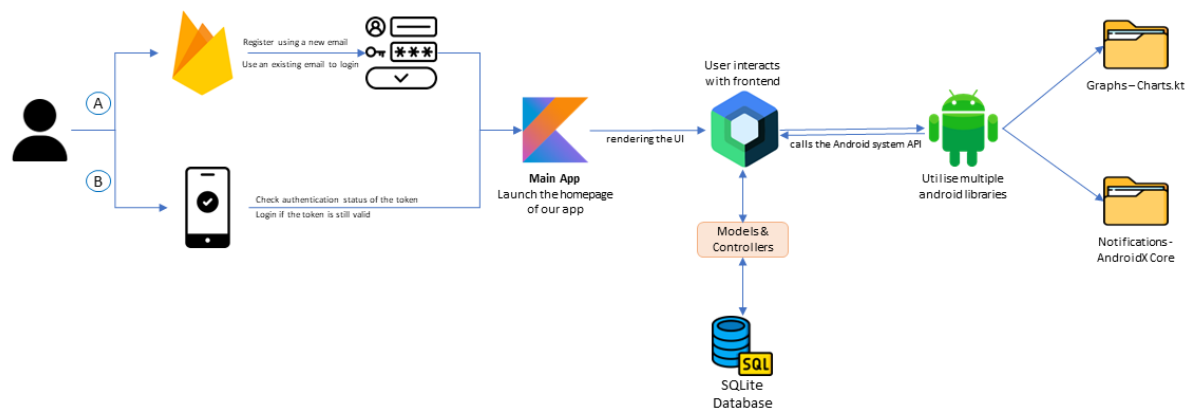 A
Register using a new email
Use an existing email to login
***
B
Check authentication status of the token
Login if the token is still valid
Main App
Launch the homepage
of our app
rendering the UI
User interacts
with frontend
calls the Android system API
Models &
Controllers
SQL
SQLite
Database
Utilise multiple
android libraries
Graphs – Charts.kt
Notifications -
AndroidX Core